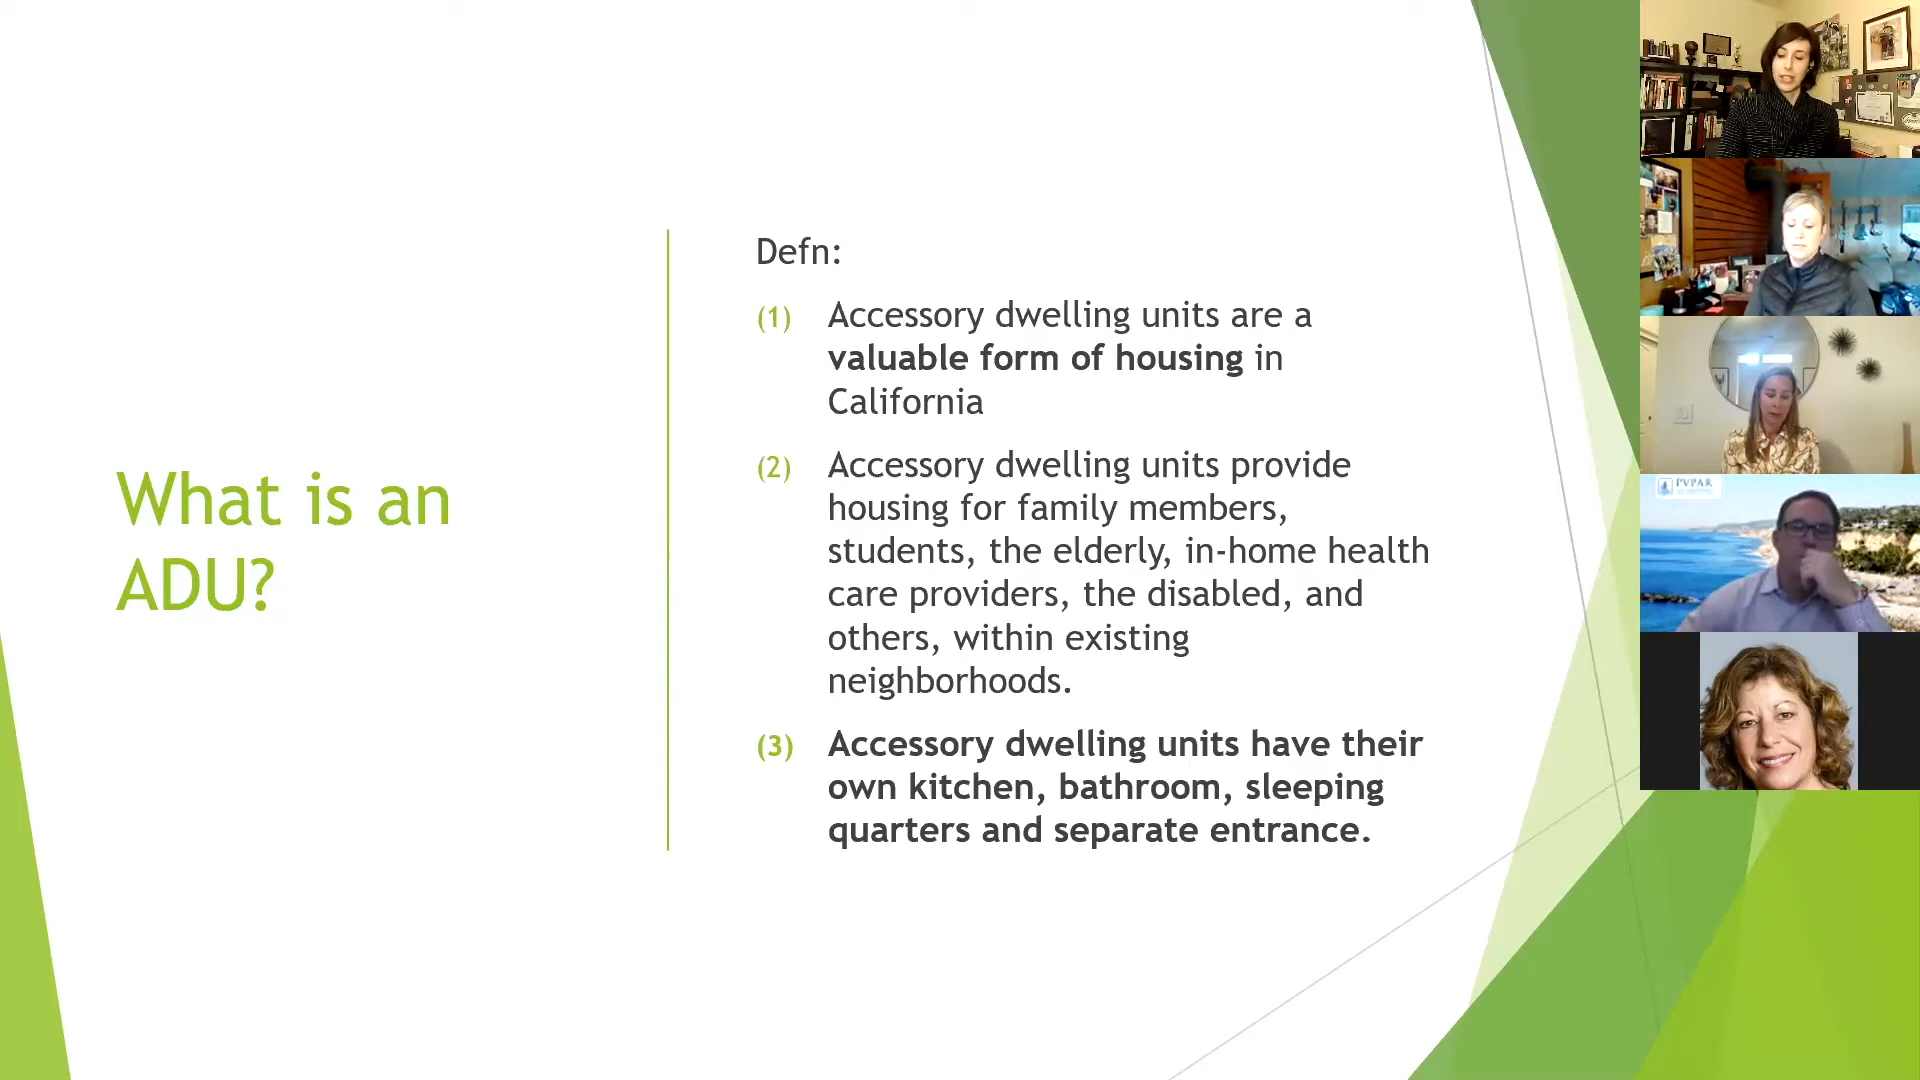 What is an
ADU?
Defn:
(1) Accessory dwelling units are a
valuable form of housing in
California
(2) Accessory dwelling units provide
housing for family members,
students, the elderly, in-home health
care providers, the disabled, and
others, within existing
neighborhoods.
(3) Accessory dwelling units have their
own kitchen, bathroom, sleeping
quarters and separate entrance.
PVPAR